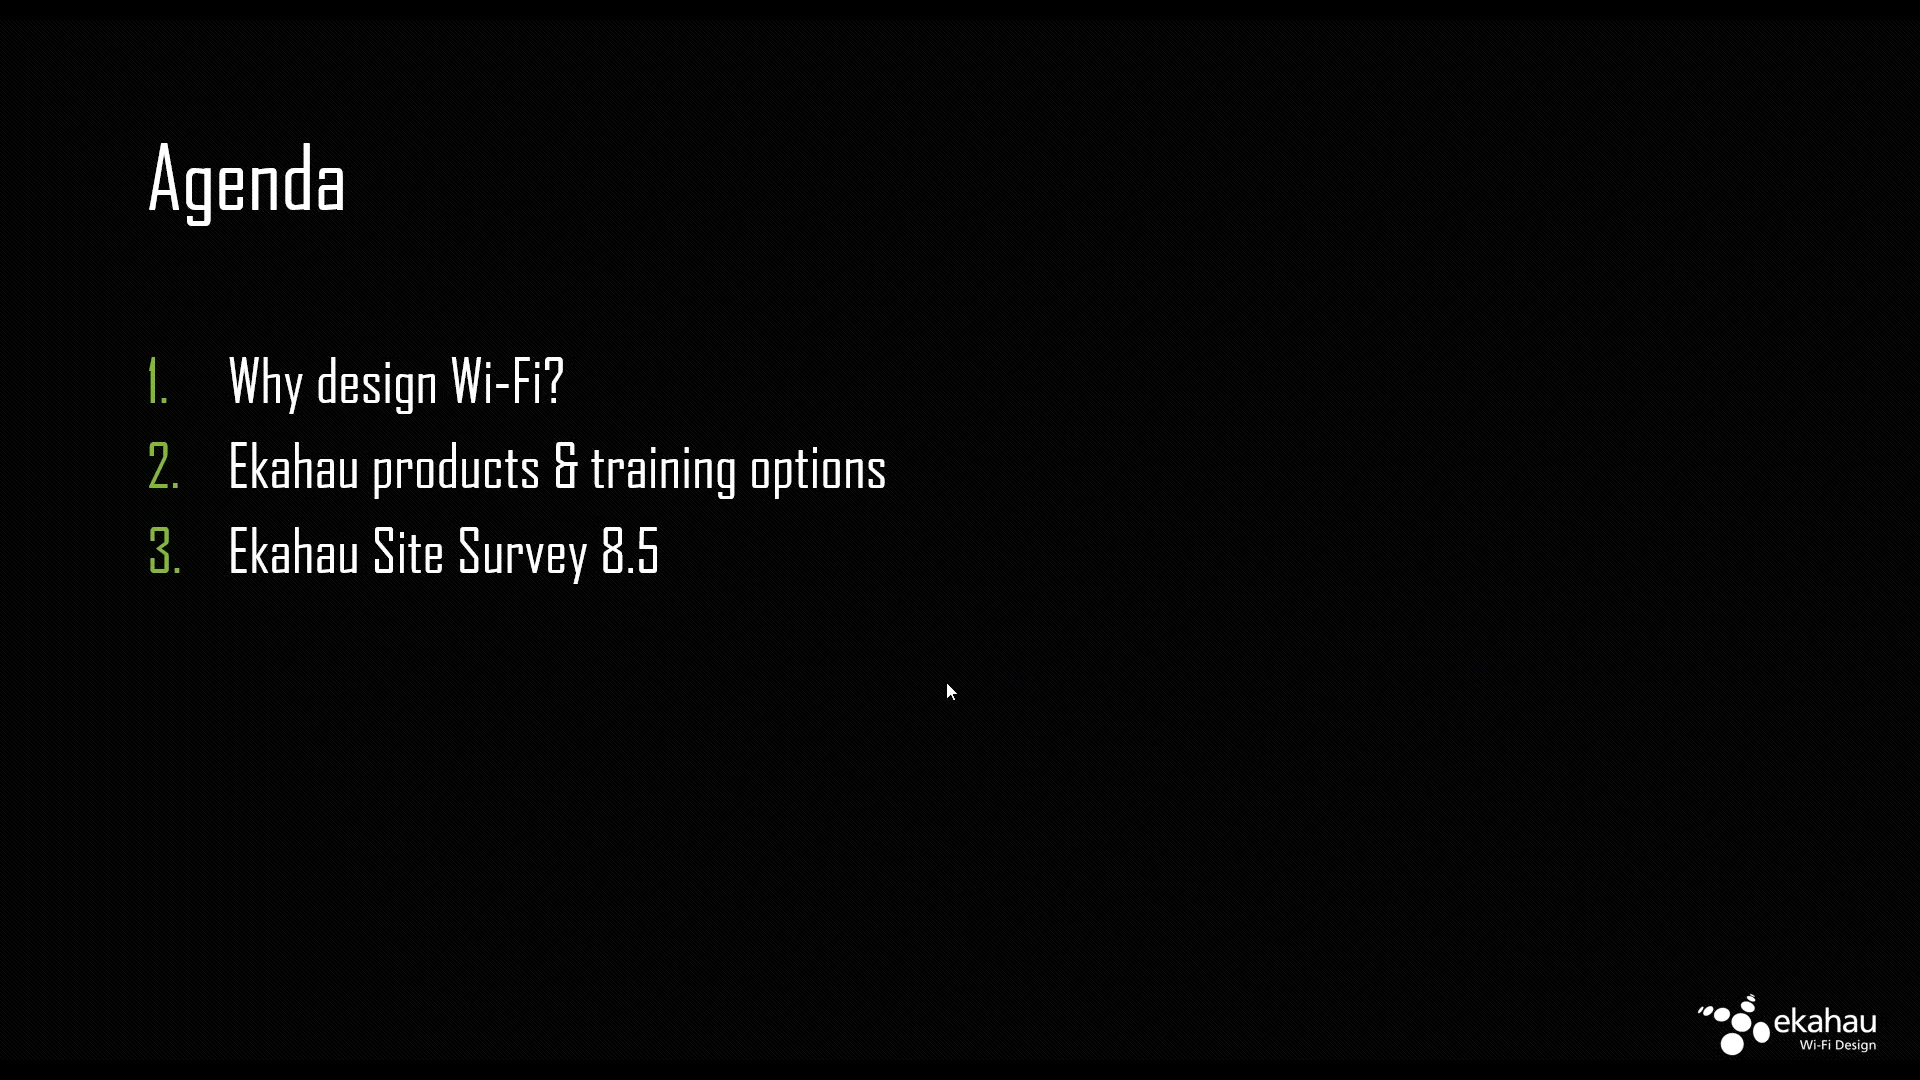 Agenda
1. Why design Wi-Fi?
2. Ekahau products & training options
3. Ekahau Site Survey 8.5
ekahau
Wi-Fi Design